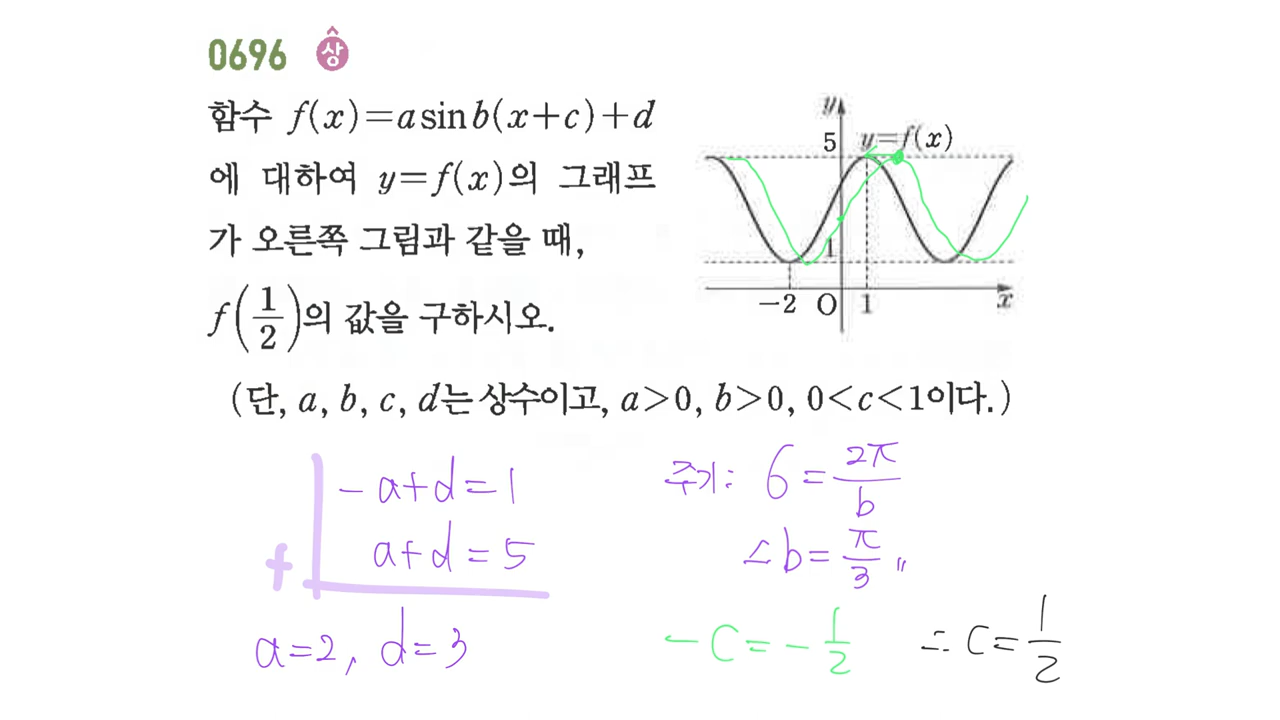 0696 상
함수 f(x)=a sin b(x+c)+d
에 대하여 y=f(x)의 그래프
가 오른쪽 그림과 같을 때,
f(1/2)의 값을 구하시오.
(단, a, b, c, d는 상수이고, a>0, b>0, 0<c<1이다.)
y
5
y=f(x)
1
-2 O 1 x
-a+d=1
+ a+d=5
a=2, d=3
주기: 6=2π/b
∴b=π/3 〃
-c=-1/2
∴ c=1/2